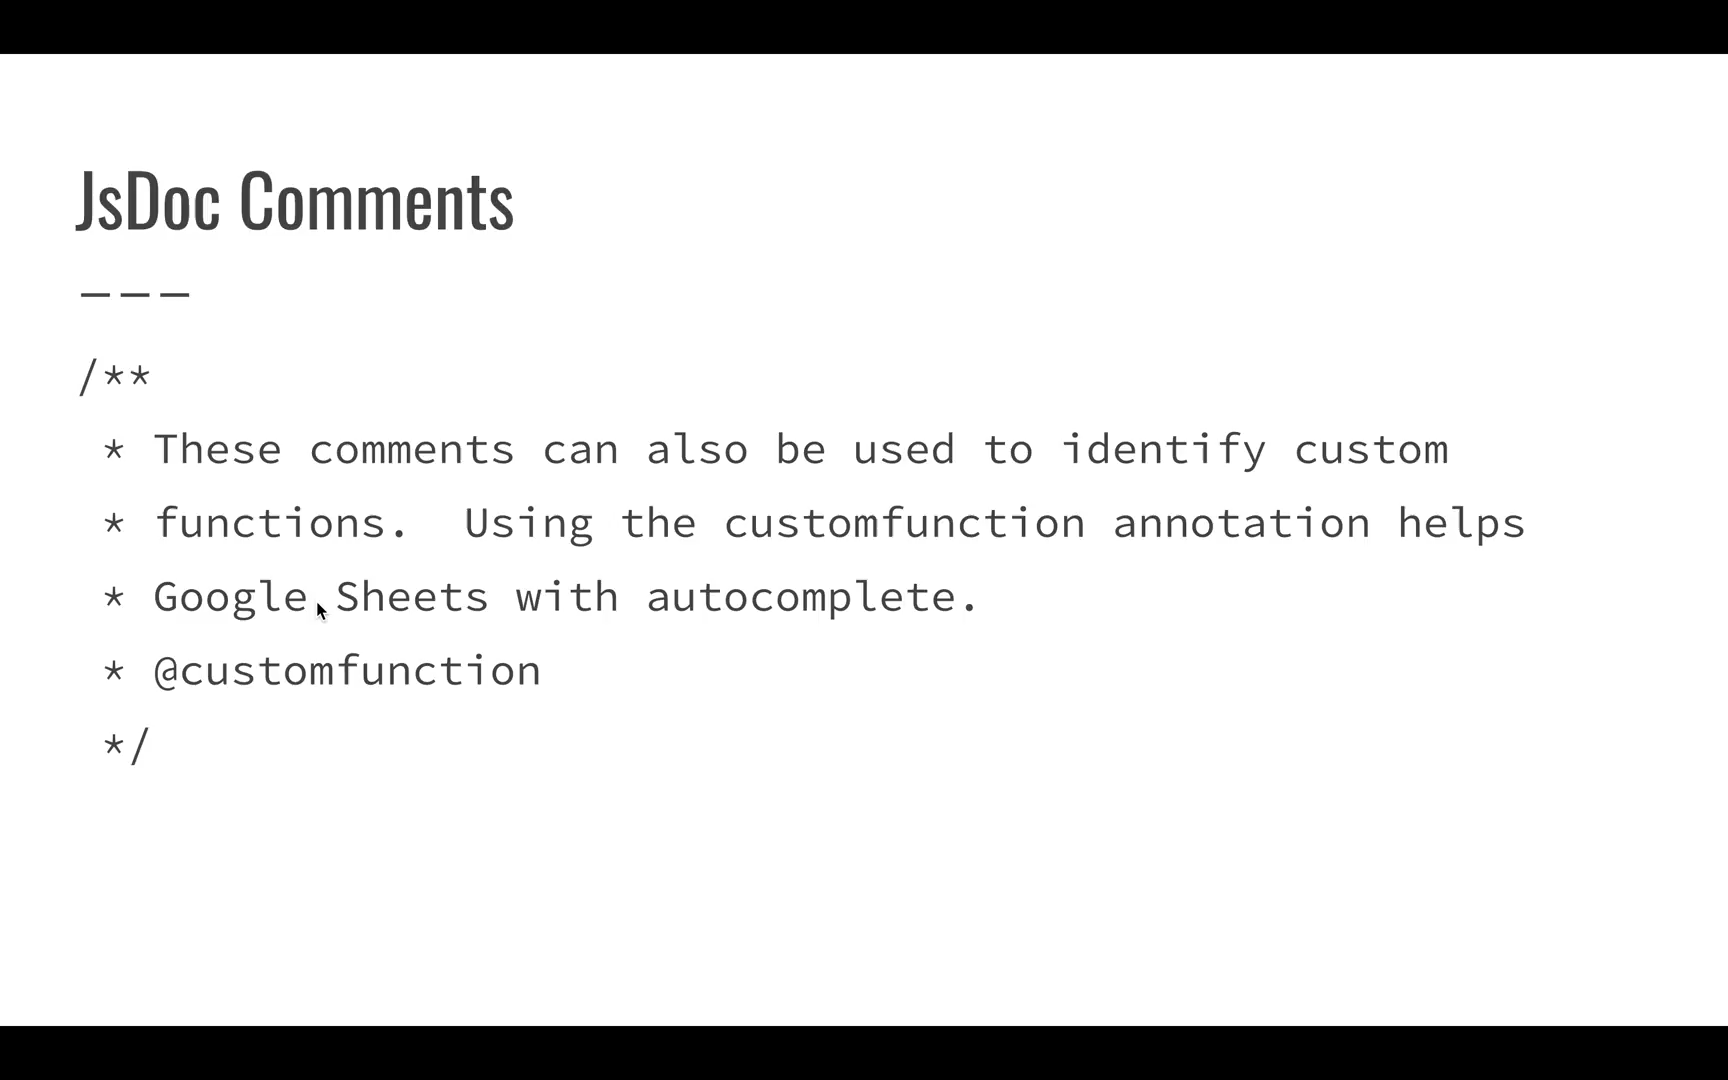 JsDoc Comments
———
/**
 * These comments can also be used to identify custom
 * functions.  Using the customfunction annotation helps
 * Google Sheets with autocomplete.
 * @customfunction
 */